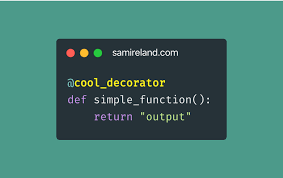 samireland.com
@cool_decorator
def simple_function():
    return "output"